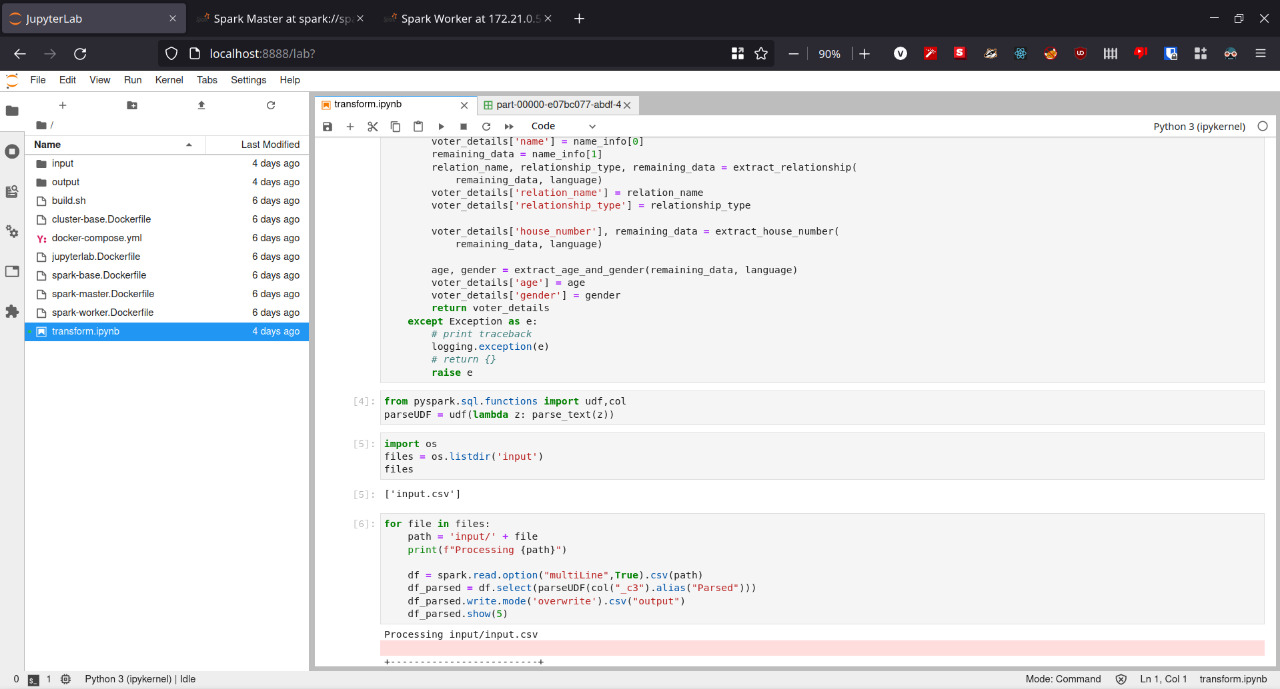 JupyterLab
Spark Master at spark://sp
Spark Worker at 172.21.0.5
localhost:8888/lab?
90%
File Edit View Run Kernel Tabs Settings Help
/
Name Last Modified
input 4 days ago
output 4 days ago
build.sh 6 days ago
cluster-base.Dockerfile 6 days ago
docker-compose.yml 6 days ago
jupyterlab.Dockerfile 6 days ago
spark-base.Dockerfile 6 days ago
spark-master.Dockerfile 6 days ago
spark-worker.Dockerfile 6 days ago
transform.ipynb 4 days ago
transform.ipynb
part-00000-e07bc077-abdf-4
Code
Python 3 (ipykernel)
voter_details['name'] = name_info[0]
remaining_data = name_info[1]
relation_name, relationship_type, remaining_data = extract_relationship(
remaining_data, language)
voter_details['relation_name'] = relation_name
voter_details['relationship_type'] = relationship_type
voter_details['house_number'], remaining_data = extract_house_number(
remaining_data, language)
age, gender = extract_age_and_gender(remaining_data, language)
voter_details['age'] = age
voter_details['gender'] = gender
return voter_details
except Exception as e:
# print traceback
logging.exception(e)
# return {}
raise e
[4]: from pyspark.sql.functions import udf,col
parseUDF = udf(lambda z: parse_text(z))
[5]: import os
files = os.listdir('input')
files
[5]: ['input.csv']
[6]: for file in files:
path = 'input/' + file
print(f"Processing {path}")
df = spark.read.option("multiLine",True).csv(path)
df_parsed = df.select(parseUDF(col("_c3").alias("Parsed")))
df_parsed.write.mode('overwrite').csv("output")
df_parsed.show(5)
Processing input/input.csv
+-------------------------+
0 1 Python 3 (ipykernel) | Idle
Mode: Command Ln 1, Col 1 transform.ipynb